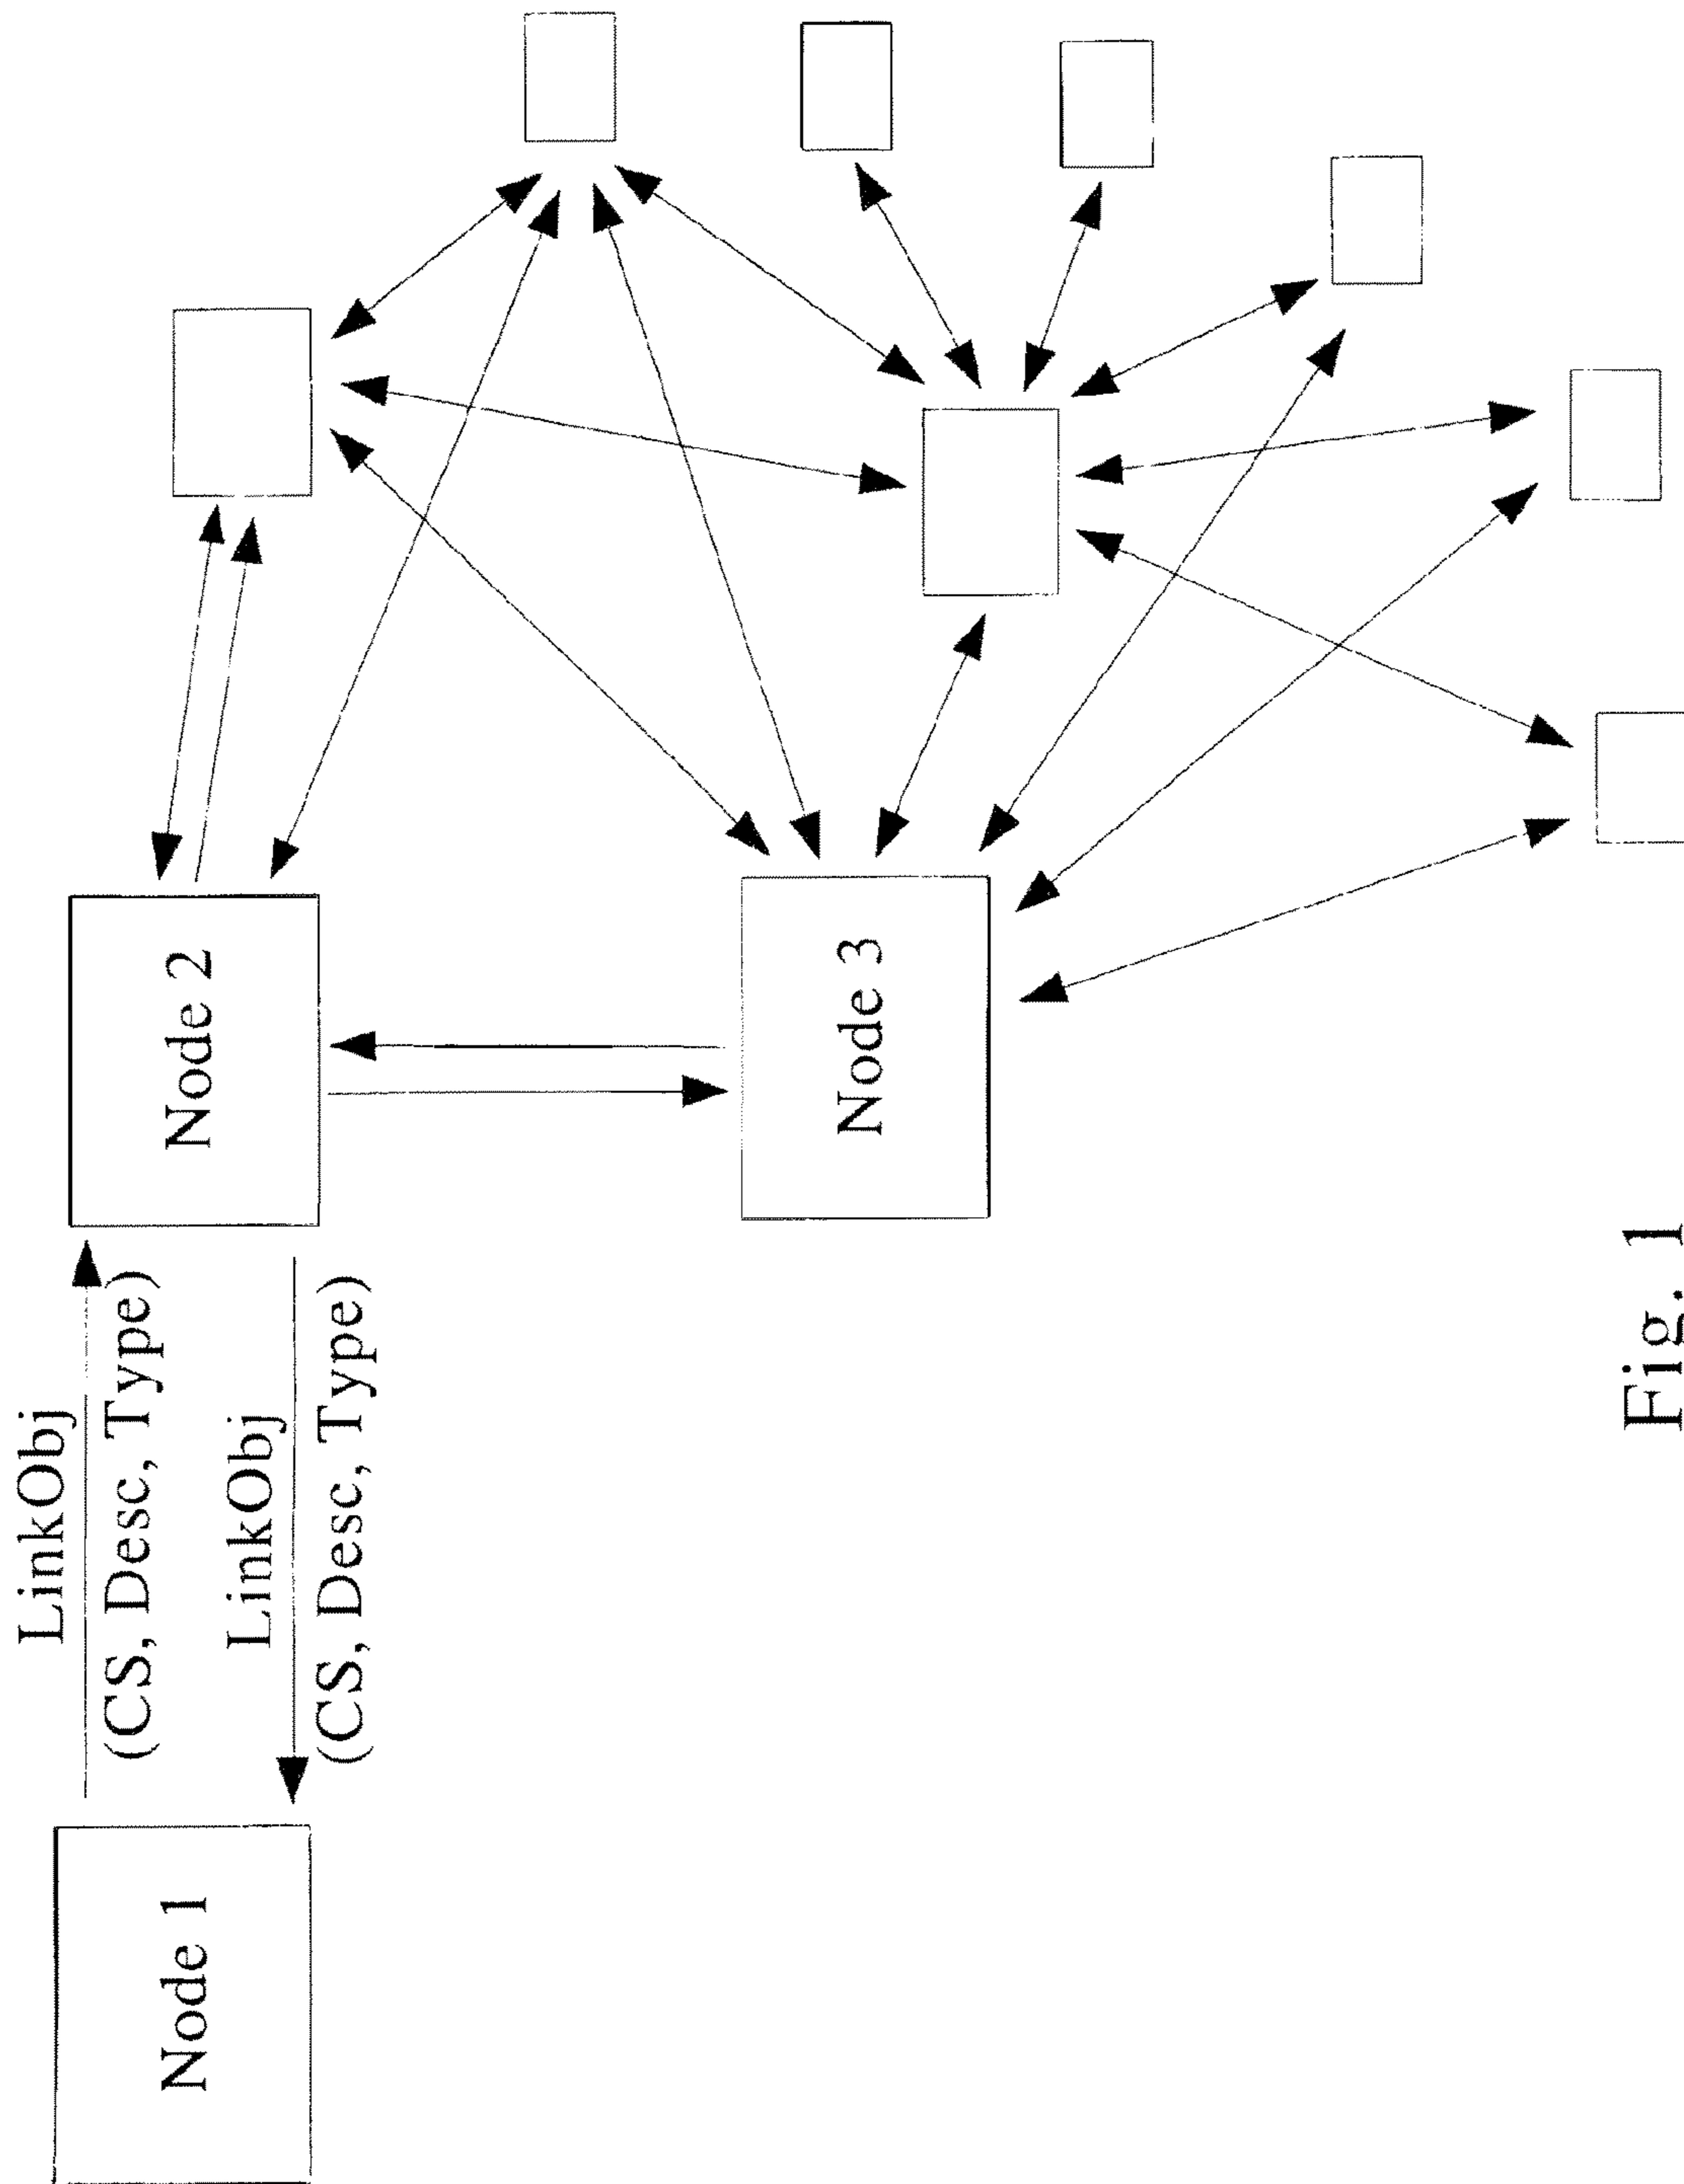 Node 1
LinkObj
(CS, Desc, Type)
LinkObj
(CS, Desc, Type)
Node 2
Node 3
Fig. 1